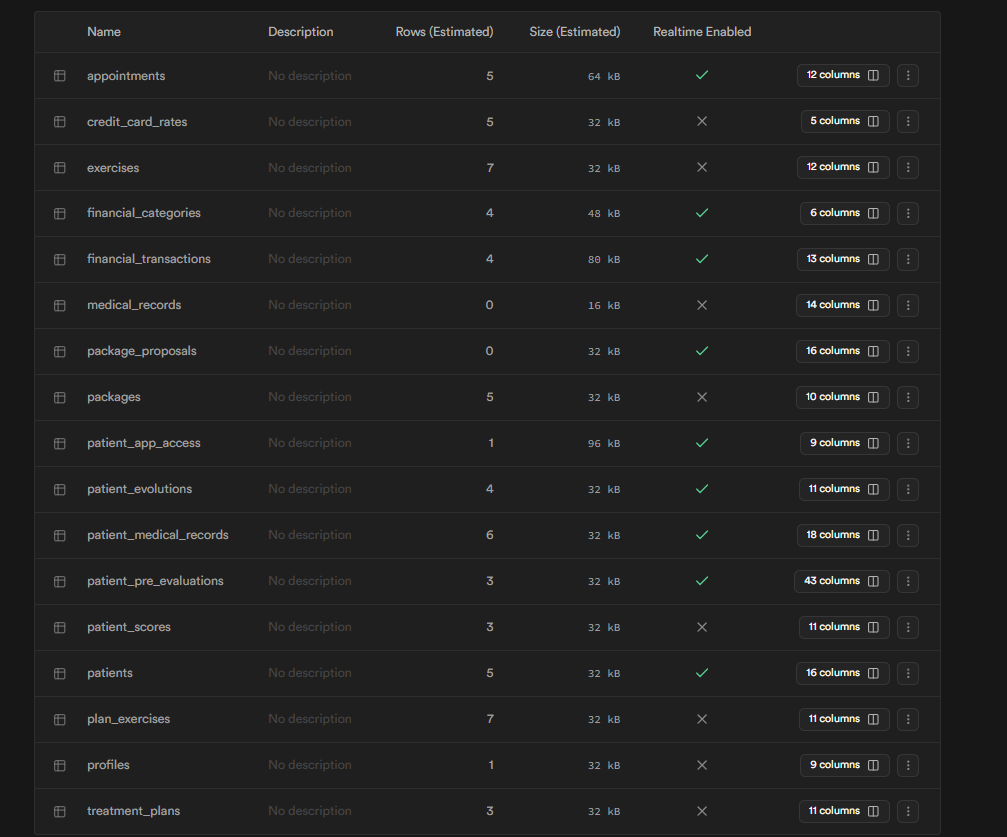 Name Description Rows (Estimated) Size (Estimated) Realtime Enabled
appointments No description 5 64 kB 12 columns
credit_card_rates No description 5 32 kB 5 columns
exercises No description 7 32 kB 12 columns
financial_categories No description 4 48 kB 6 columns
financial_transactions No description 4 80 kB 13 columns
medical_records No description 0 16 kB 14 columns
package_proposals No description 0 32 kB 16 columns
packages No description 5 32 kB 10 columns
patient_app_access No description 1 96 kB 9 columns
patient_evolutions No description 4 32 kB 11 columns
patient_medical_records No description 6 32 kB 18 columns
patient_pre_evaluations No description 3 32 kB 43 columns
patient_scores No description 3 32 kB 11 columns
patients No description 5 32 kB 16 columns
plan_exercises No description 7 32 kB 11 columns
profiles No description 1 32 kB 9 columns
treatment_plans No description 3 32 kB 11 columns